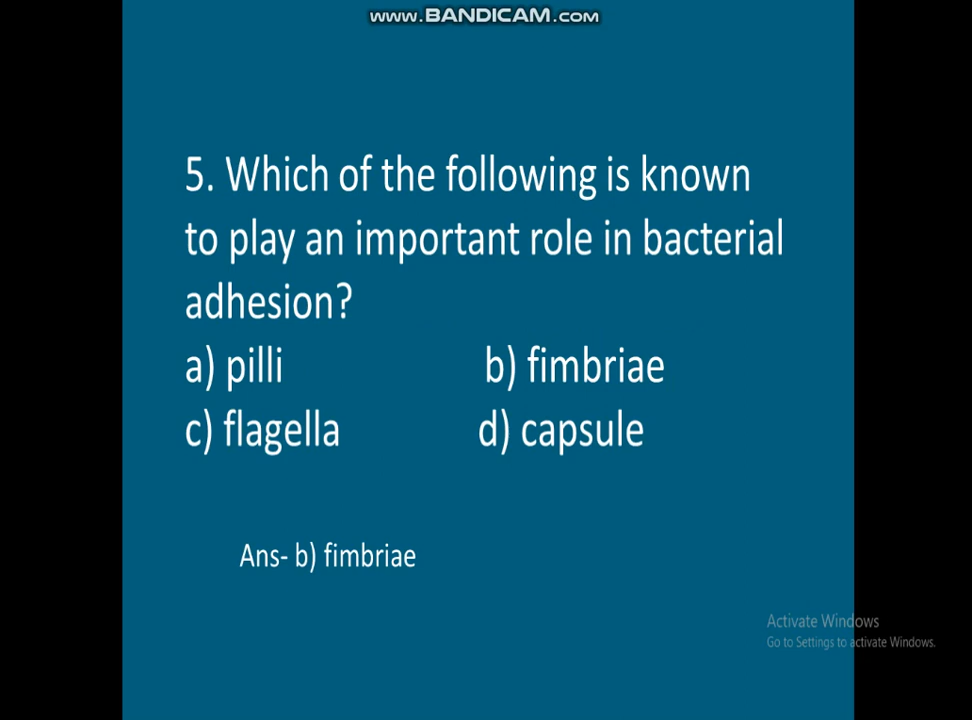 www.BANDICAM.com
5. Which of the following is known
to play an important role in bacterial
adhesion?
a) pilli b) fimbriae
c) flagella d) capsule
Ans- b) fimbriae
Activate Windows
Go to Settings to activate Windows.